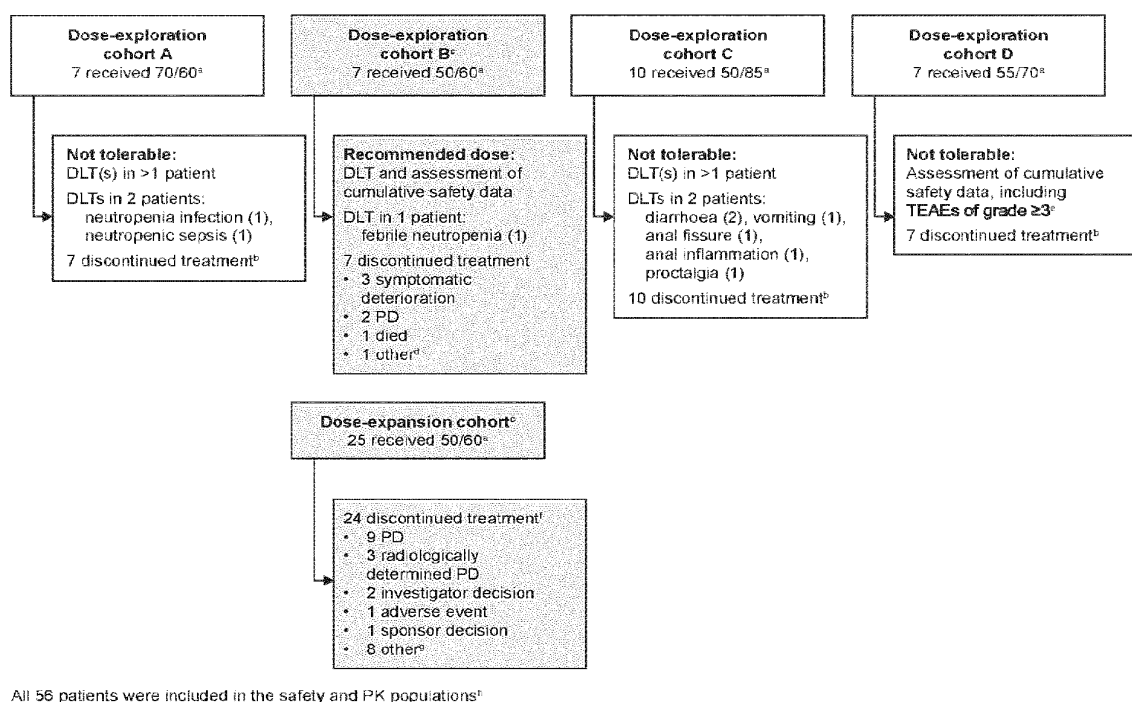 Dose-exploration
cohort A
7 received 70/60ᵃ
Dose-exploration
cohort Bᶜ
7 received 50/60ᵃ
Dose-exploration
cohort C
10 received 50/85ᵃ
Dose-exploration
cohort D
7 received 55/70ᵃ
Not tolerable:
DLT(s) in >1 patient
DLTs in 2 patients:
neutropenia infection (1),
neutropenic sepsis (1)
7 discontinued treatmentᵇ
Recommended dose:
DLT and assessment of
cumulative safety data
DLT in 1 patient:
febrile neutropenia (1)
7 discontinued treatment
• 3 symptomatic
deterioration
• 2 PD
• 1 died
• 1 otherᵈ
Not tolerable:
DLT(s) in >1 patient
DLTs in 2 patients:
diarrhoea (2), vomiting (1),
anal fissure (1),
anal inflammation (1),
proctalgia (1)
10 discontinued treatmentᵇ
Not tolerable:
Assessment of cumulative
safety data, including
TEAEs of grade ≥3ᵉ
7 discontinued treatmentᵇ
Dose-expansion cohortᶜ
25 received 50/60ᵃ
24 discontinued treatmentᶠ
• 9 PD
• 3 radiologically
determined PD
• 2 investigator decision
• 1 adverse event
• 1 sponsor decision
• 8 otherᵍ
All 56 patients were included in the safety and PK populationsʰ